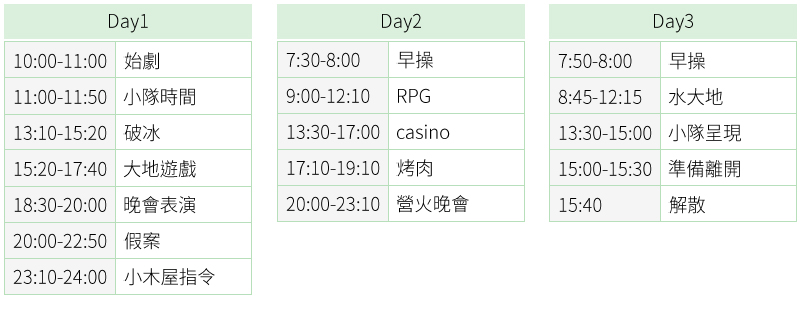 Day1
10:00-11:00 始劇
11:00-11:50 小隊時間
13:10-15:20 破冰
15:20-17:40 大地遊戲
18:30-20:00 晚會表演
20:00-22:50 假案
23:10-24:00 小木屋指令
Day2
7:30-8:00 早操
9:00-12:10 RPG
13:30-17:00 casino
17:10-19:10 烤肉
20:00-23:10 營火晚會
Day3
7:50-8:00 早操
8:45-12:15 水大地
13:30-15:00 小隊呈現
15:00-15:30 準備離開
15:40 解散